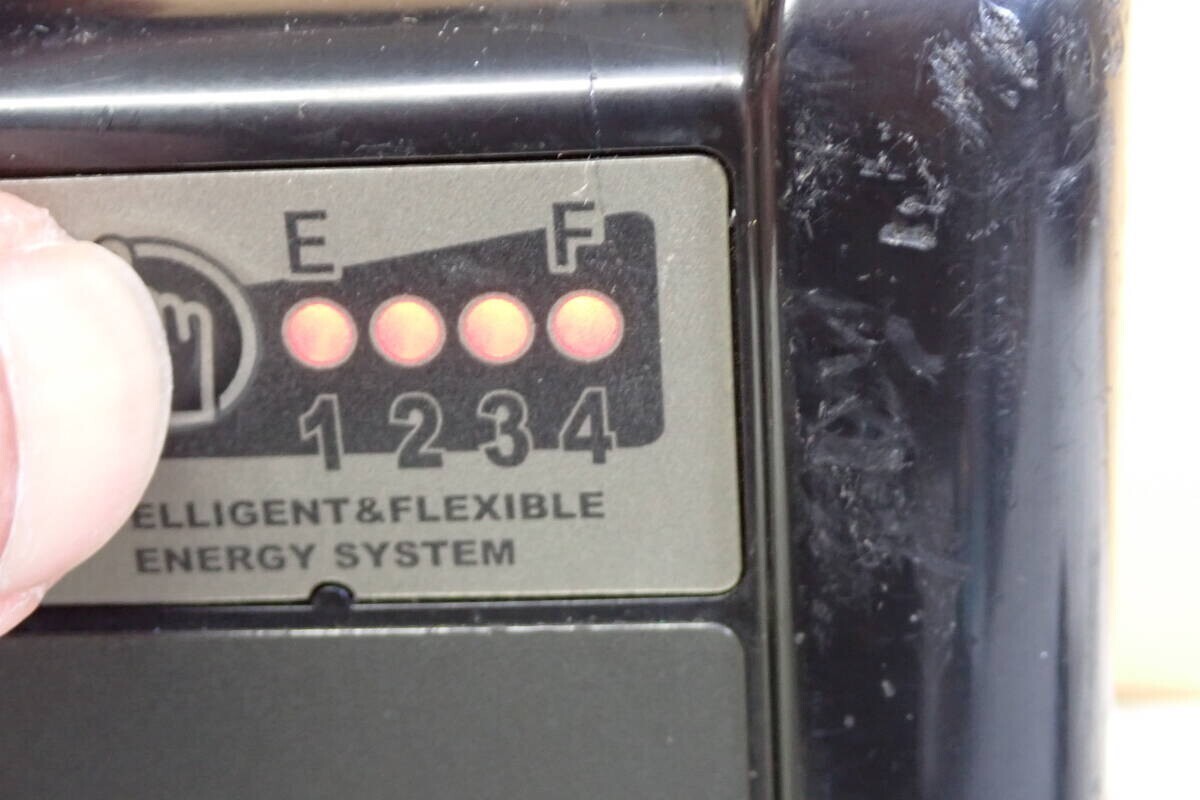 E F
1 2 3 4
ELLIGENT&FLEXIBLE
ENERGY SYSTEM